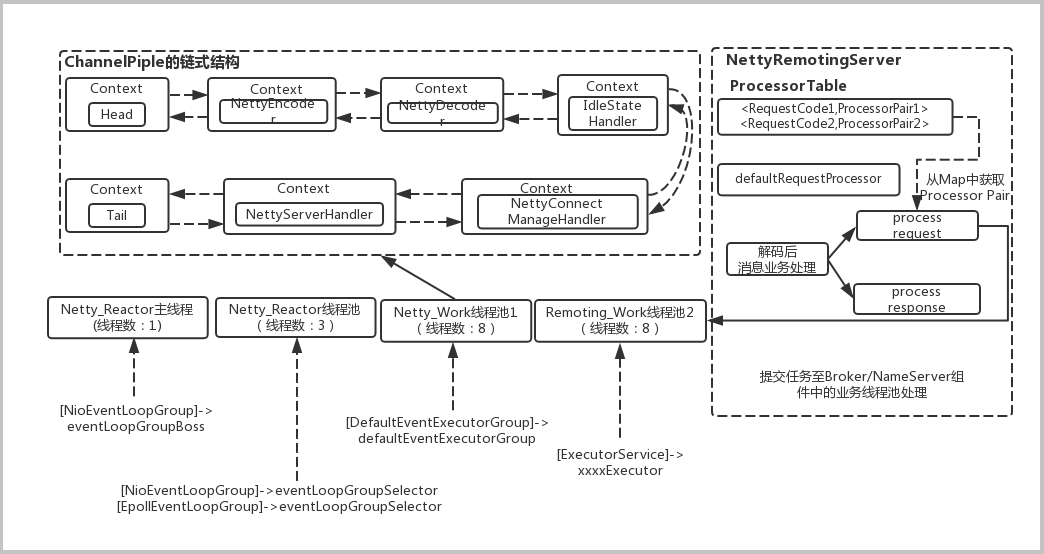 ChannelPiple的链式结构
Context
Head
Context
NettyEncode
r
Context
NettyDecode
r
Context
IdleState
Handler
Context
Tail
Context
NettyServerHandler
Context
NettyConnect
ManageHandler
NettyRemotingServer
ProcessorTable
<RequestCode1,ProcessorPair1>
<RequestCode2,ProcessorPair2>
defaultRequestProcessor
从Map中获取
Processor Pair
process
request
解码后
消息业务处理
process
response
提交任务至Broker/NameServer组
件中的业务线程池处理
Netty_Reactor主线程
(线程数：1)
Netty_Reactor线程池
（线程数：3 ）
Netty_Work线程池1
（线程数：8 ）
Remoting_Work线程池2
（线程数：8 ）
[NioEventLoopGroup]->
eventLoopGroupBoss
[DefaultEventExecutorGroup]->
defaultEventExecutorGroup
[ExecutorService]->
xxxxExecutor
[NioEventLoopGroup]->eventLoopGroupSelector
[EpollEventLoopGroup]->eventLoopGroupSelector